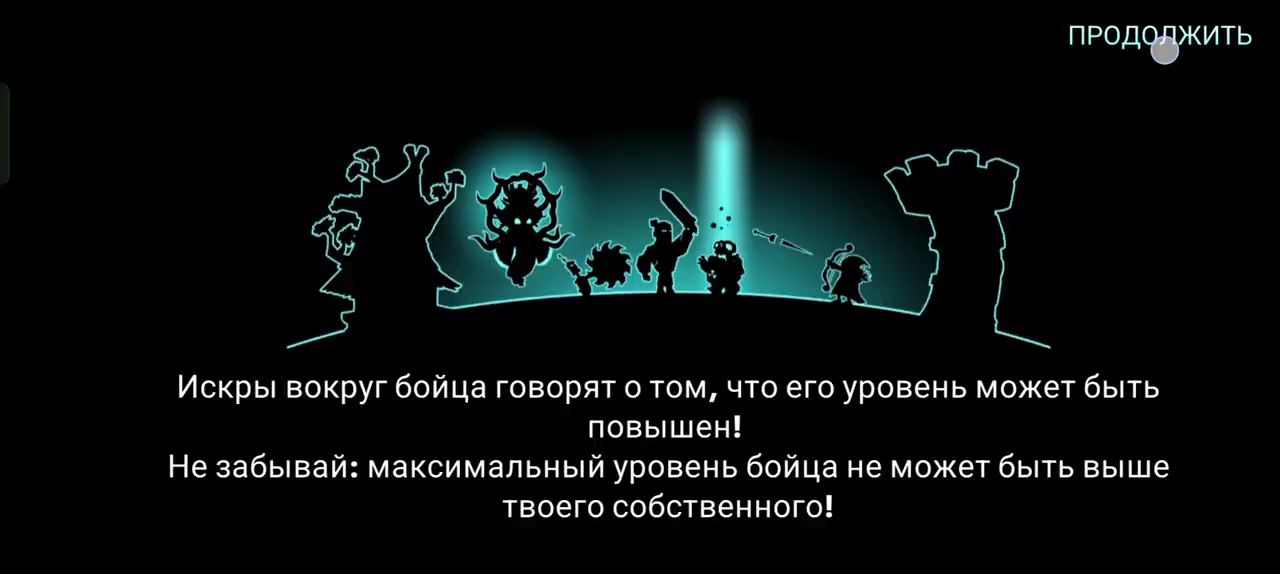 ПРОДОЛЖИТЬ
Искры вокруг бойца говорят о том, что его уровень может быть
повышен!
Не забывай: максимальный уровень бойца не может быть выше
твоего собственного!